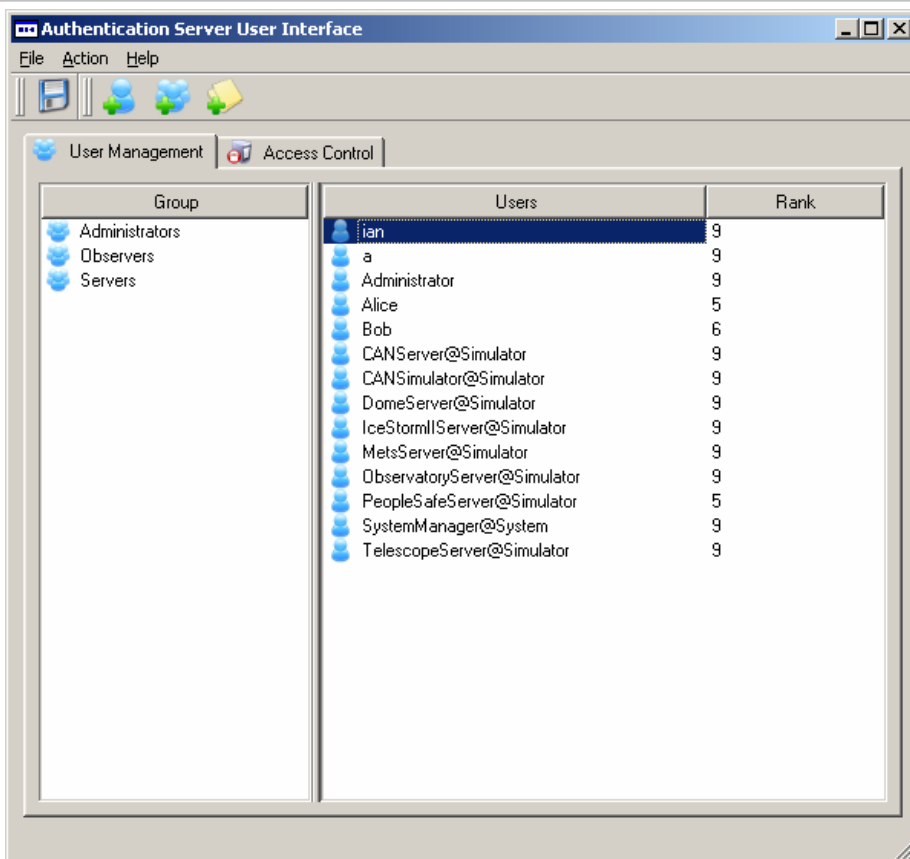 Authentication Server User Interface
File Action Help
User Management Access Control
Group Users Rank
Administrators ian 9
Observers a 9
Servers Administrator 9
Alice 5
Bob 6
CANServer@Simulator 9
CANSimulator@Simulator 9
DomeServer@Simulator 9
IceStormIIServer@Simulator 9
MetsServer@Simulator 9
ObservatoryServer@Simulator 9
PeopleSafeServer@Simulator 5
SystemManager@System 9
TelescopeServer@Simulator 9